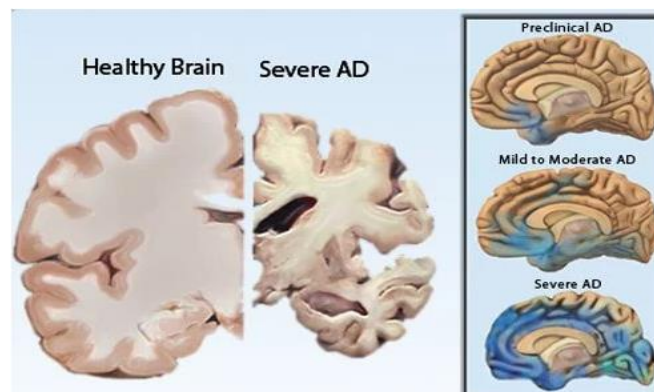 Healthy Brain
Severe AD
Preclinical AD
Mild to Moderate AD
Severe AD